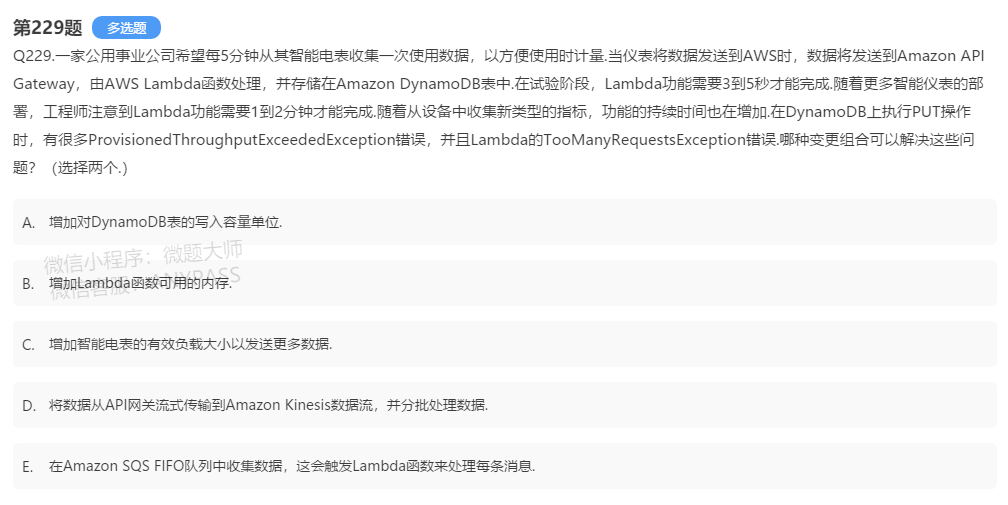 第229题 多选题
Q229.一家公用事业公司希望每5分钟从其智能电表收集一次使用数据，以方便使用时计量.当仪表将数据发送到AWS时，数据将发送到Amazon API
Gateway，由AWS Lambda函数处理，并存储在Amazon DynamoDB表中.在试验阶段，Lambda功能需要3到5秒才能完成.随着更多智能仪表的部
署，工程师注意到Lambda功能需要1到2分钟才能完成.随着从设备中收集新类型的指标，功能的持续时间也在增加.在DynamoDB上执行PUT操作
时，有很多ProvisionedThroughputExceededException错误，并且Lambda的TooManyRequestsException错误.哪种变更组合可以解决这些问
题？（选择两个.）
A. 增加对DynamoDB表的写入容量单位.
微信小程序：微题大师
微信客服：ANYPASS
B. 增加Lambda函数可用的内存.
C. 增加智能电表的有效负载大小以发送更多数据.
D. 将数据从API网关流式传输到Amazon Kinesis数据流，并分批处理数据.
E. 在Amazon SQS FIFO队列中收集数据，这会触发Lambda函数来处理每条消息.